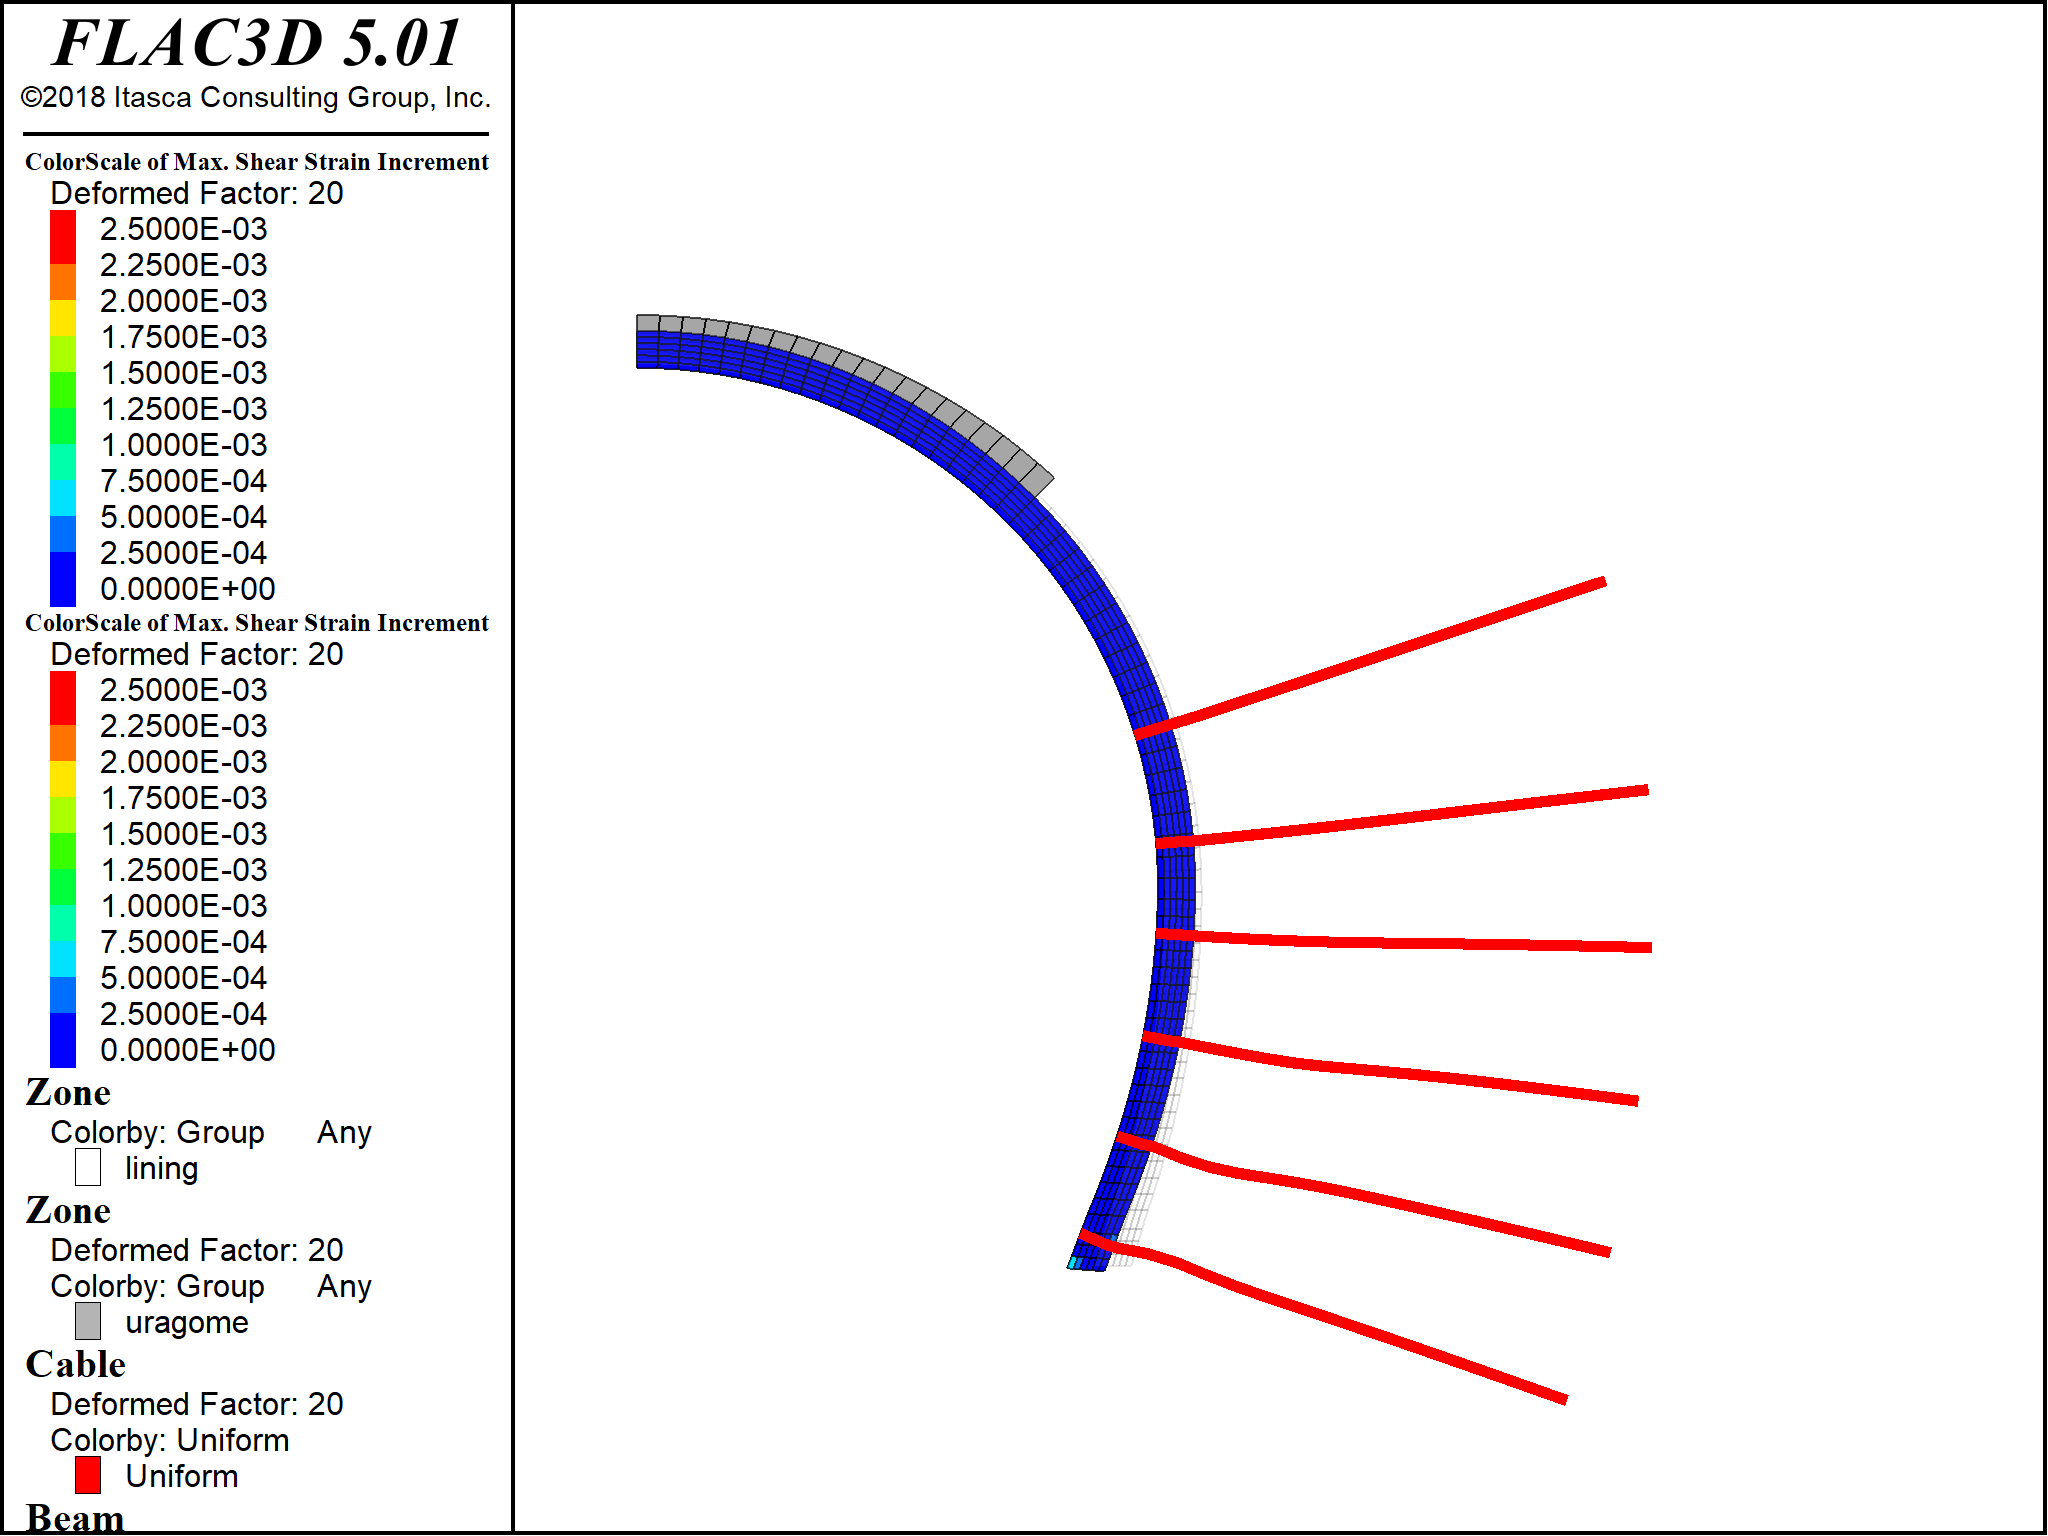 FLAC3D 5.01
©2018 Itasca Consulting Group, Inc.
ColorScale of Max. Shear Strain Increment
Deformed Factor: 20
2.5000E-03
2.2500E-03
2.0000E-03
1.7500E-03
1.5000E-03
1.2500E-03
1.0000E-03
7.5000E-04
5.0000E-04
2.5000E-04
0.0000E+00
ColorScale of Max. Shear Strain Increment
Deformed Factor: 20
2.5000E-03
2.2500E-03
2.0000E-03
1.7500E-03
1.5000E-03
1.2500E-03
1.0000E-03
7.5000E-04
5.0000E-04
2.5000E-04
0.0000E+00
Zone
Colorby: Group Any
lining
Zone
Deformed Factor: 20
Colorby: Group Any
uragome
Cable
Deformed Factor: 20
Colorby: Uniform
Uniform
Beam